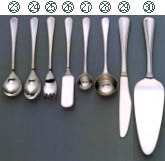 ㉓ ㉔ ㉕ ㉖ ㉗ ㉘ ㉙ ㉚